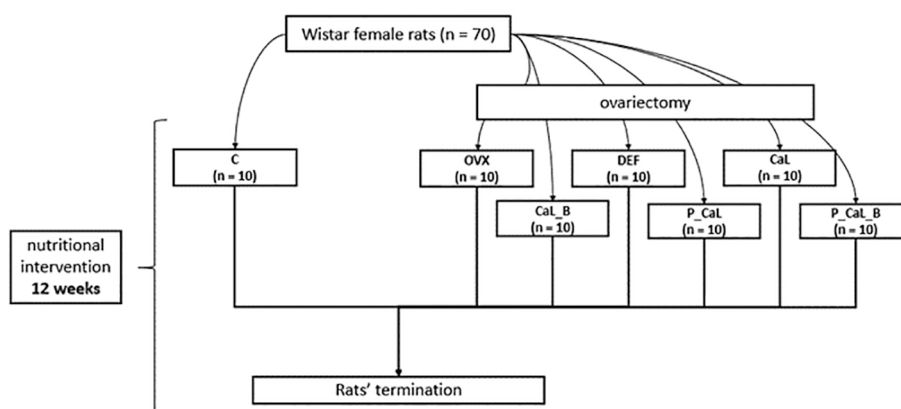 Wistar female rats (n = 70)
ovariectomy
C
(n = 10)
OVX
(n = 10)
DEF
(n = 10)
CaL
(n = 10)
CaL_B
(n = 10)
P_CaL
(n = 10)
P_CaL_B
(n = 10)
nutritional
intervention
12 weeks
Rats' termination